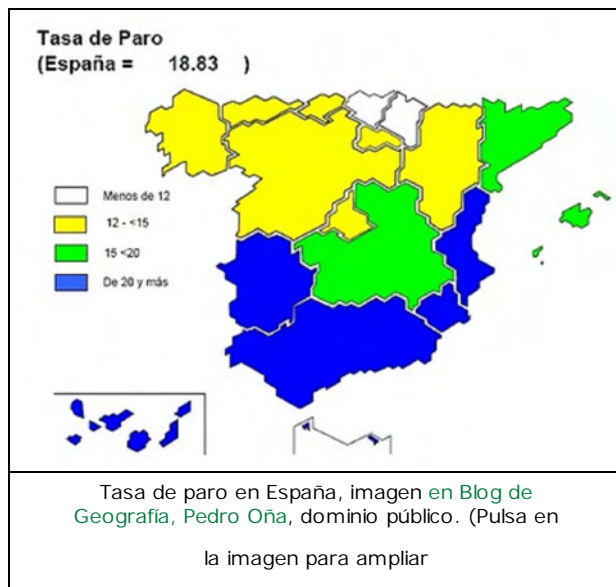 Tasa de Paro
(España = 18.83 )
Menos de 12
12 - <15
15 <20
De 20 y más
Tasa de paro en España, imagen en Blog de
Geografía, Pedro Oña, dominio público. (Pulsa en
la imagen para ampliar